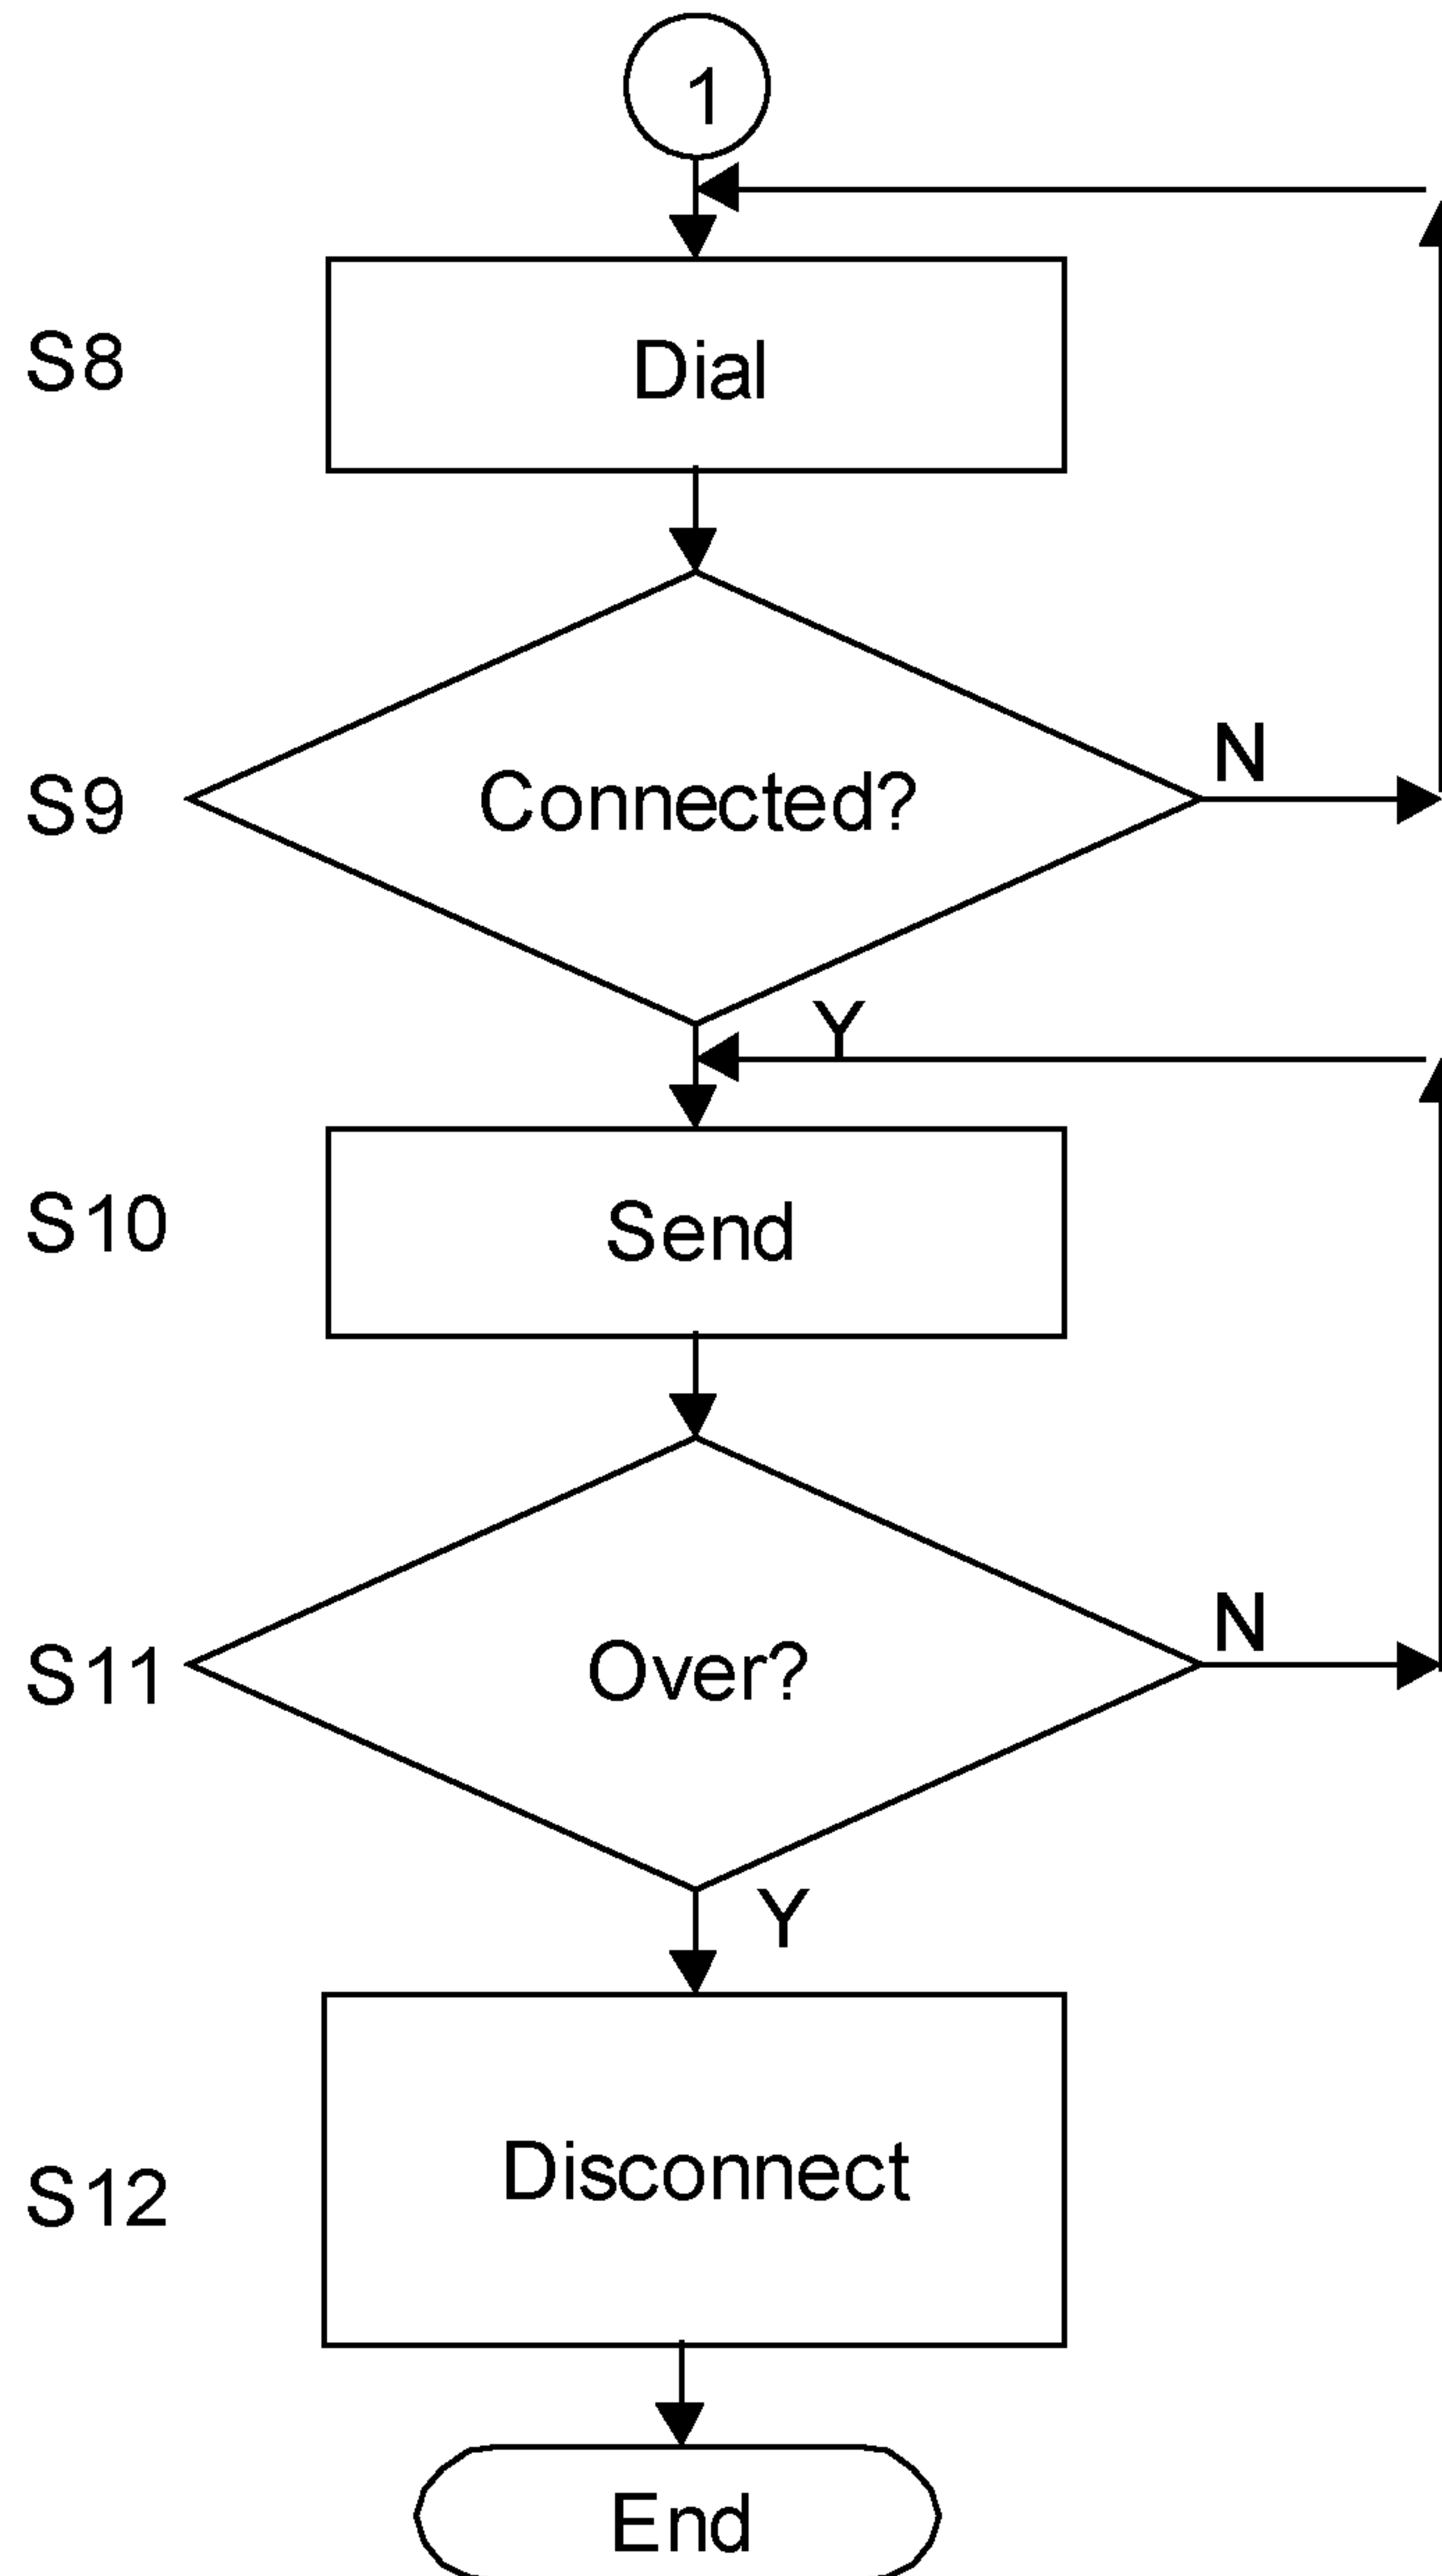 1
S8
Dial
S9
Connected?
N
Y
S10
Send
S11
Over?
N
Y
S12
Disconnect
End